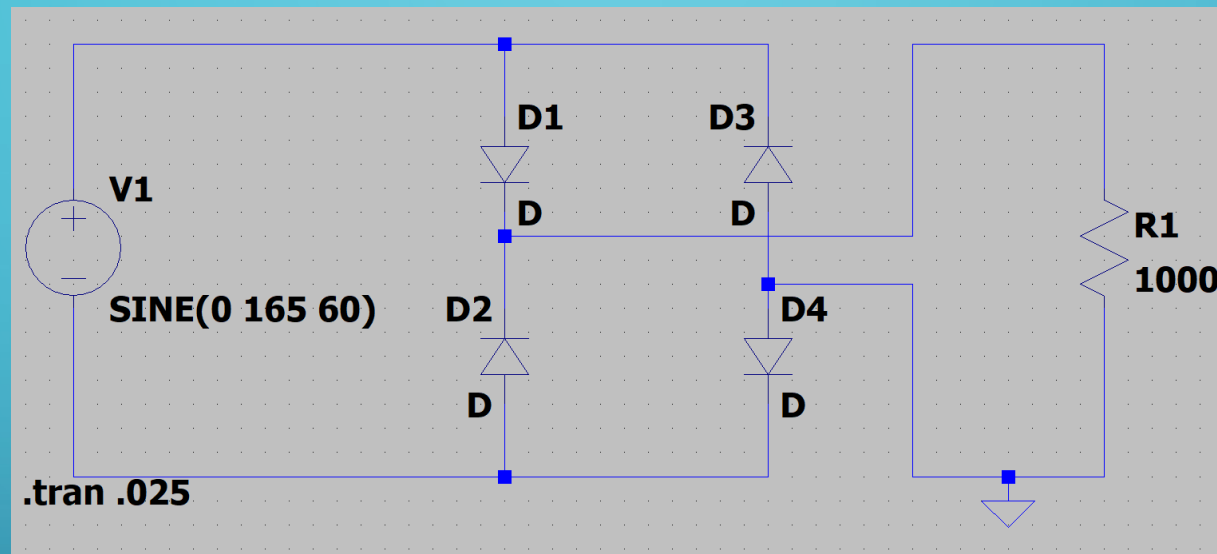 D1
D3
V1
D
D
R1
1000
SINE(0 165 60)
D2
D4
D
D
.tran .025